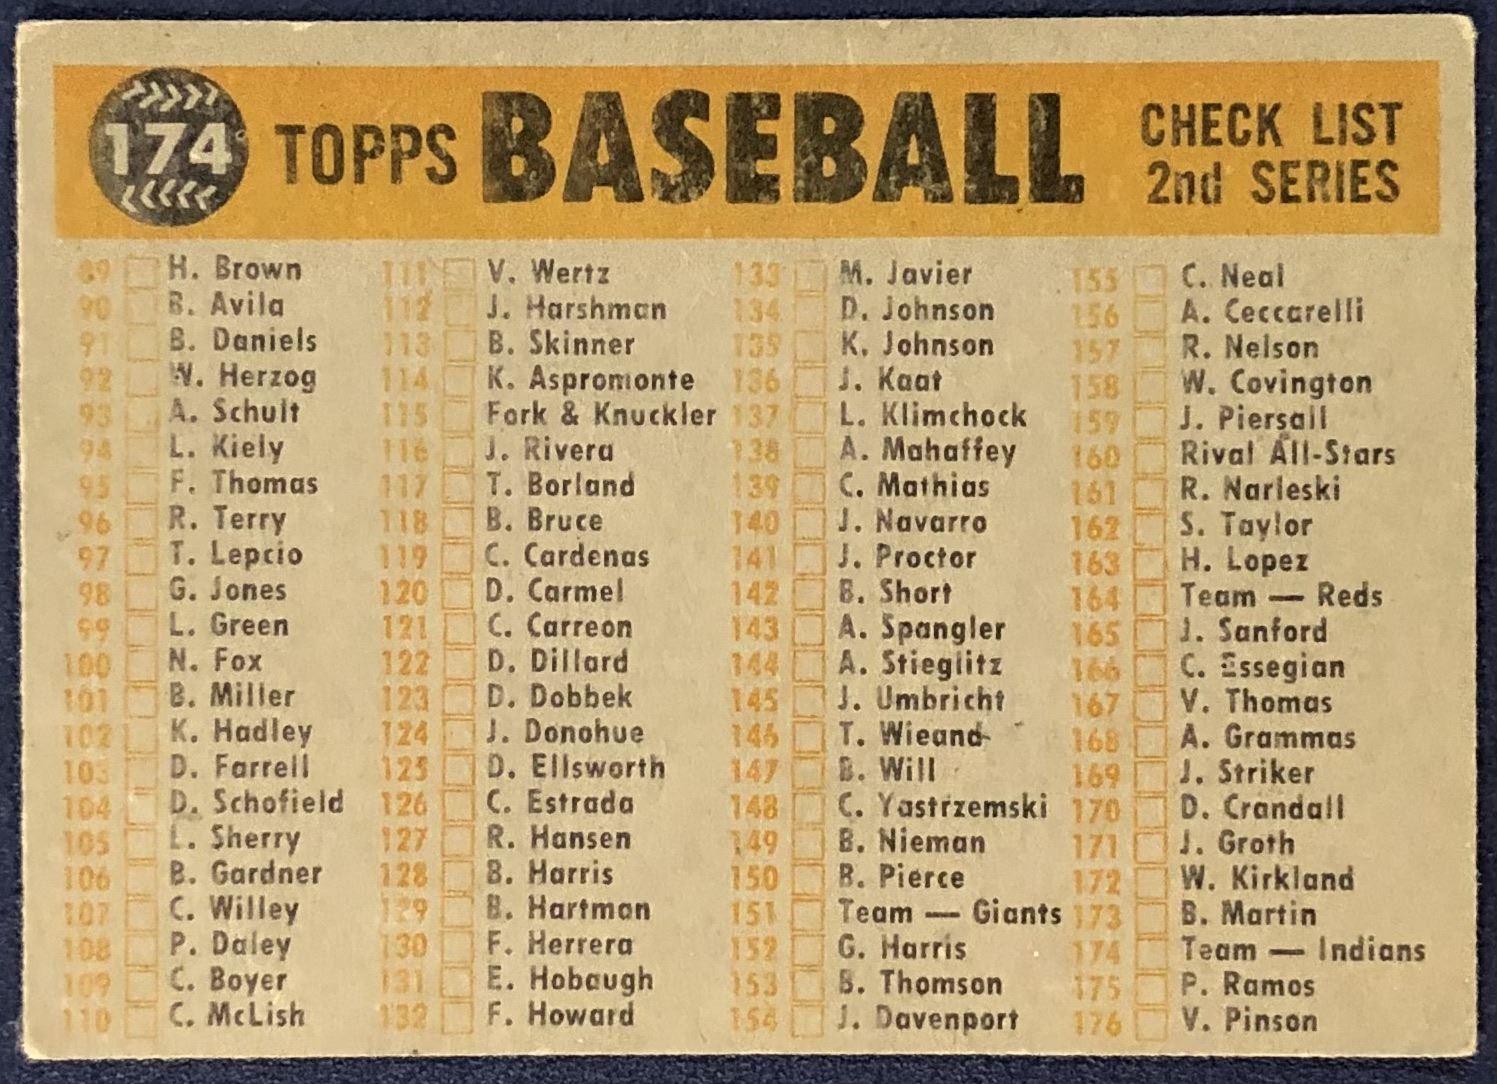 174 TOPPS BASEBALL CHECK LIST
2nd SERIES
89 H. Brown
90 B. Avila
91 B. Daniels
92 W. Herzog
93 A. Schult
94 L. Kiely
95 F. Thomas
96 R. Terry
97 T. Lepcio
98 G. Jones
99 L. Green
100 N. Fox
101 B. Miller
102 K. Hadley
103 D. Farrell
104 D. Schofield
105 L. Sherry
106 B. Gardner
107 C. Willey
108 P. Daley
109 C. Boyer
110 C. McLish
111 V. Wertz
112 J. Harshman
113 B. Skinner
114 K. Aspromonte
115 Fork & Knuckler
116 J. Rivera
117 T. Borland
118 B. Bruce
119 C. Cardenas
120 D. Carmel
121 C. Carreon
122 D. Dillard
123 D. Dobbek
124 J. Donohue
125 D. Ellsworth
126 C. Estrada
127 R. Hansen
128 B. Harris
129 B. Hartman
130 F. Herrera
131 E. Hobaugh
132 F. Howard
133 M. Javier
134 D. Johnson
135 K. Johnson
136 J. Kaat
137 L. Klimchock
138 A. Mahaffey
139 C. Mathias
140 J. Navarro
141 J. Proctor
142 B. Short
143 A. Spangler
144 A. Stieglitz
145 J. Umbricht
146 T. Wieand
147 B. Will
148 C. Yastrzemski
149 B. Nieman
150 B. Pierce
151 Team — Giants
152 G. Harris
153 B. Thomson
154 J. Davenport
155 C. Neal
156 A. Ceccarelli
157 R. Nelson
158 W. Covington
159 J. Piersall
160 Rival All-Stars
161 R. Narleski
162 S. Taylor
163 H. Lopez
164 Team — Reds
165 J. Sanford
166 C. Essegian
167 V. Thomas
168 A. Grammas
169 J. Striker
170 D. Crandall
171 J. Groth
172 W. Kirkland
173 B. Martin
174 Team — Indians
175 P. Ramos
176 V. Pinson